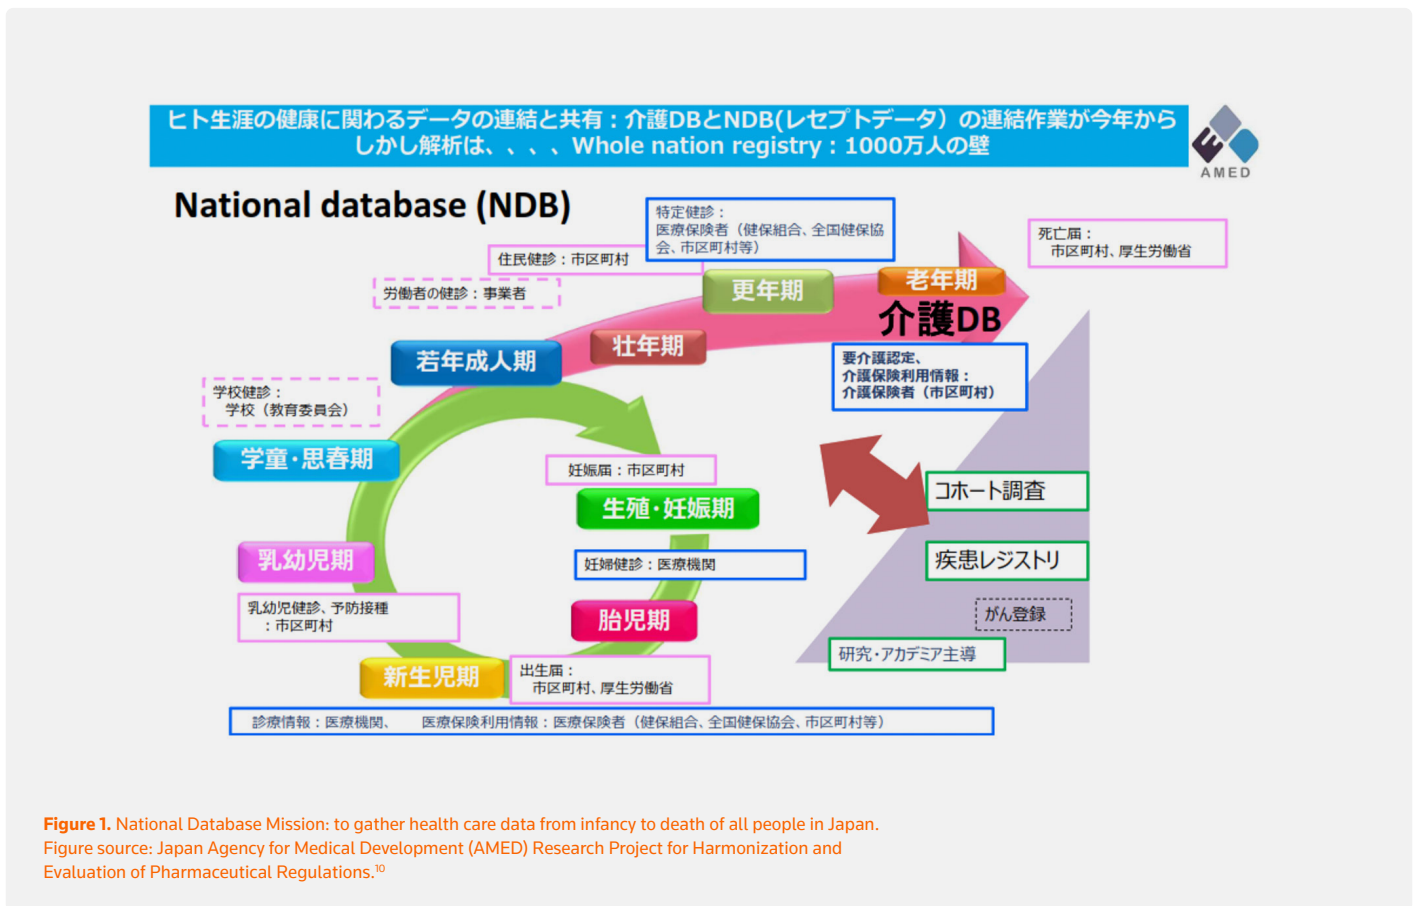 ヒト生涯の健康に関わるデータの連結と共有：介護DBとNDB(レセプトデータ）の連結作業が今年から
しかし解析は、、、、Whole nation registry：1000万人の壁
AMED
National database (NDB)
特定健診：
医療保険者（健保組合、全国健保協
会、市区町村等）
死亡届：
市区町村、厚生労働省
住民健診：市区町村
労働者の健診：事業者
更年期
老年期
介護DB
壮年期
若年成人期
要介護認定、
介護保険利用情報：
介護保険者（市区町村）
学校健診：
学校（教育委員会）
学童・思春期
妊娠届：市区町村
生殖・妊娠期
コホート調査
乳幼児期
妊婦健診：医療機関
疾患レジストリ
乳幼児健診、予防接種
：市区町村
胎児期
がん登録
研究・アカデミア主導
新生児期
出生届：
市区町村、厚生労働省
診療情報：医療機関、　医療保険利用情報：医療保険者（健保組合、全国健保協会、市区町村等）
Figure 1. National Database Mission: to gather health care data from infancy to death of all people in Japan.
Figure source: Japan Agency for Medical Development (AMED) Research Project for Harmonization and
Evaluation of Pharmaceutical Regulations.10